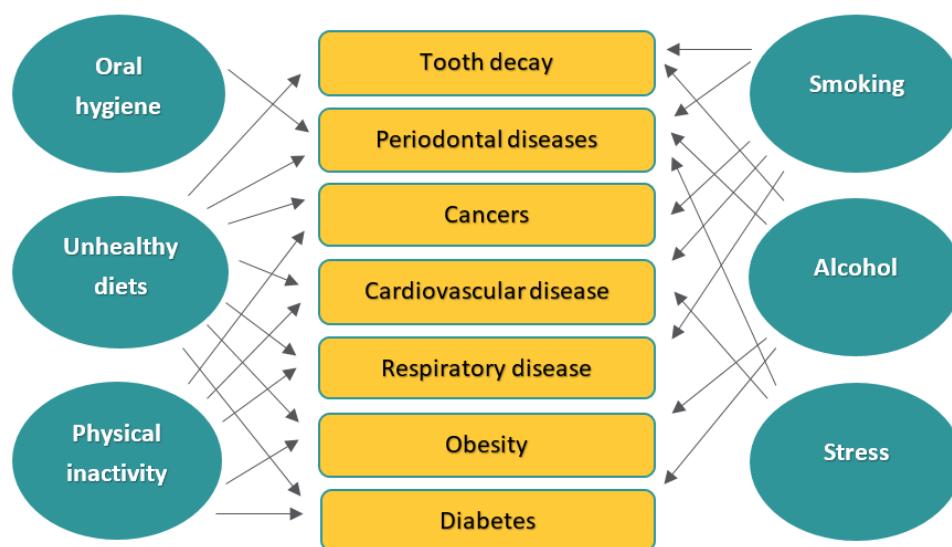 Oral
hygiene
Unhealthy
diets
Physical
inactivity
Tooth decay
Periodontal diseases
Cancers
Cardiovascular disease
Respiratory disease
Obesity
Diabetes
Smoking
Alcohol
Stress